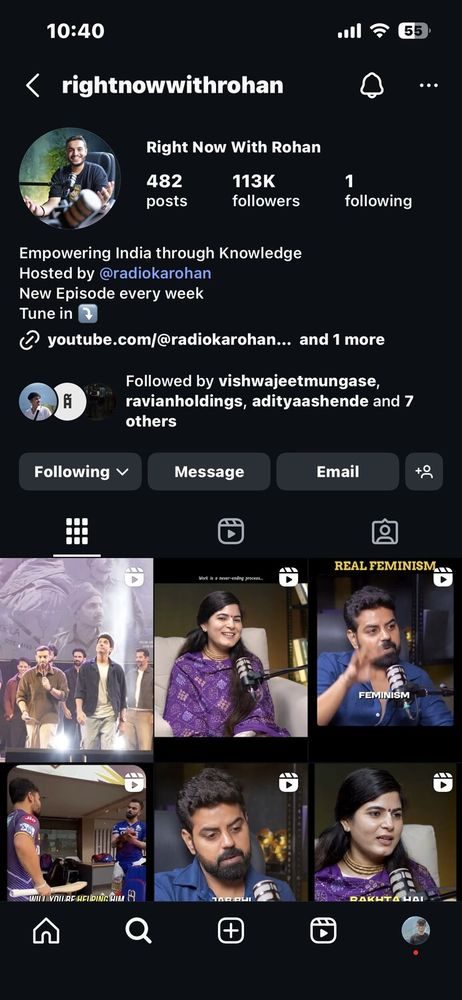 10:40
55
rightnowwithrohan
Right Now With Rohan
482 113K 1
posts followers following
Empowering India through Knowledge
Hosted by @radiokarohan
New Episode every week
Tune in
youtube.com/@radiokarohan... and 1 more
Followed by vishwajeetmungase,
ravianholdings, adityaashende and 7
others
Following Message Email
Work is a never-ending process...
REAL FEMINISM
FEMINISM
WILL YOU BE HELPING HIM
RAKHTA HAI